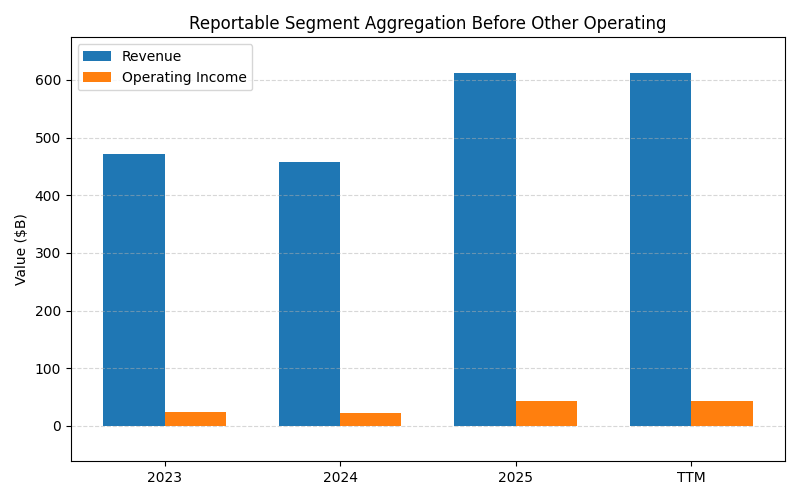 Reportable Segment Aggregation Before Other Operating
Revenue
Operating Income
Value ($B)
600
500
400
300
200
100
0
2023
2024
2025
TTM